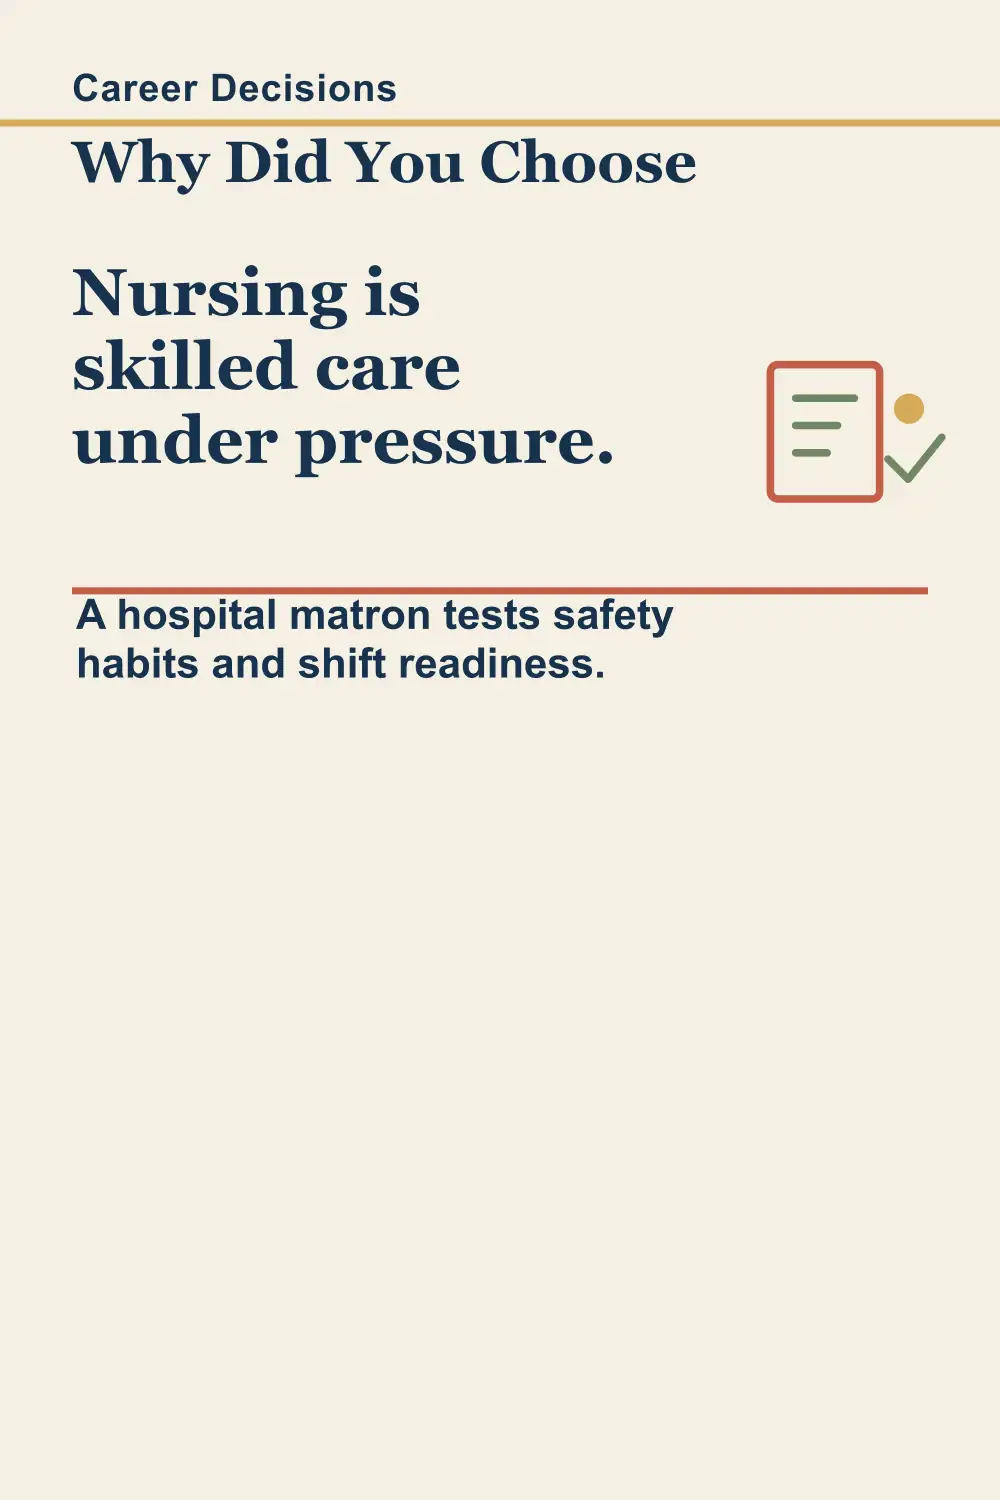 Career Decisions
Why Did You Choose
Nursing is
skilled care
under pressure.
A hospital matron tests safety
habits and shift readiness.